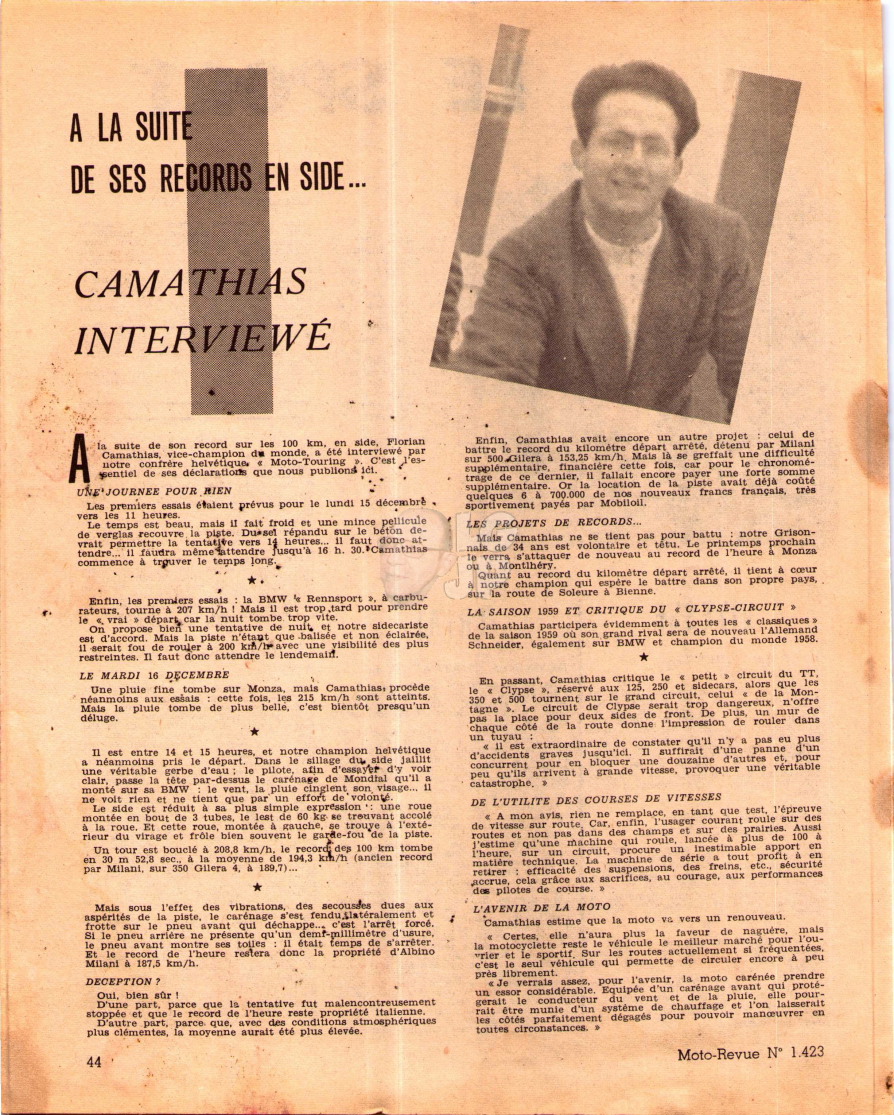 A LA SUITE
DE SES RECORDS EN SIDE...
CAMATHIAS
INTERVIEWÉ
A la suite de son record sur les 100 km, en side, Florian
Camathias, vice-champion du monde, a été interviewé par
notre confrère helvétique « Moto-Touring ». C'est l'es-
sentiel de ses déclarations que nous publions ici.
UNE JOURNEE POUR RIEN
Les premiers essais étaient prévus pour le lundi 15 décembre
vers les 11 heures.
Le temps est beau, mais il fait froid et une mince pellicule
de verglas recouvre la piste. Du sel répandu sur le béton de-
vrait permettre la tentative vers 14 heures... il faut donc at-
tendre... il faudra même attendre jusqu'à 16 h. 30. Camathias
commence à trouver le temps long.
★
Enfin, les premiers essais : la BMW « Rennsport », à carbu-
rateurs, tourne à 207 km/h ! Mais il est trop tard pour prendre
le « vrai » départ car la nuit tombe trop vite.
On propose bien une tentative de nuit, et notre sidecariste
est d'accord. Mais la piste n'étant que balisée et non éclairée,
il serait fou de rouler à 200 km/h avec une visibilité des plus
restreintes. Il faut donc attendre le lendemain.
LE MARDI 16 DECEMBRE
Une pluie fine tombe sur Monza, mais Camathias procède
néanmoins aux essais : cette fois, les 215 km/h sont atteints.
Mais la pluie tombe de plus belle, c'est bientôt presqu'un
déluge.
★
Il est entre 14 et 15 heures, et notre champion helvétique
a néanmoins pris le départ. Dans le sillage du side jaillit
une véritable gerbe d'eau ; le pilote, afin d'essayer d'y voir
clair, passe la tête par-dessus le carénage de Mondial qu'il a
monté sur sa BMW : le vent, la pluie cinglent son visage... il
ne voit rien et ne tient que par un effort de volonté.
Le side est réduit à sa plus simple expression : une roue
montée en bout de 3 tubes, le lest de 60 kg se trouvant accolé
à la roue. Et cette roue, montée à gauche, se trouve à l'exté-
rieur du virage et frôle bien souvent le garde-fou de la piste.
Un tour est bouclé à 208,8 km/h, le record des 100 km tombe
en 30 m 52,8 sec., à la moyenne de 194,3 km/h (ancien record
par Milani, sur 350 Gilera 4, à 189,7)...
★
Mais sous l'effet des vibrations, des secousses dues aux
aspérités de la piste, le carénage s'est fendu latéralement et
frotte sur le pneu avant qui déchappe... c'est l'arrêt forcé.
Si le pneu arrière ne présente qu'un demi-millimètre d'usure,
le pneu avant montre ses toiles : il était temps de s'arrêter.
Et le record de l'heure restera donc la propriété d'Albino
Milani à 187,5 km/h.
DECEPTION ?
Oui, bien sûr !
D'une part, parce que la tentative fut malencontreusement
stoppée et que le record de l'heure reste propriété italienne.
D'autre part, parce que, avec des conditions atmosphériques
plus clémentes, la moyenne aurait été plus élevée.
Enfin, Camathias avait encore un autre projet : celui de
battre le record du kilomètre départ arrêté, détenu par Milani
sur 500 Gilera à 153,25 km/h. Mais là se greffait une difficulté
supplémentaire, financière cette fois, car pour le chronomé-
trage de ce dernier, il fallait encore payer une forte somme
supplémentaire. Or la location de la piste avait déjà coûté
quelques 6 à 700.000 de nos nouveaux francs français, très
sportivement payés par Mobiloil.
LES PROJETS DE RECORDS...
Mais Camathias ne se tient pas pour battu : notre Grison-
nais de 34 ans est volontaire et têtu. Le printemps prochain
le verra s'attaquer de nouveau au record de l'heure à Monza
ou à Montlhéry.
Quant au record du kilomètre départ arrêté, il tient à cœur
à notre champion qui espère le battre dans son propre pays,
sur la route de Soleure à Bienne.
LA SAISON 1959 ET CRITIQUE DU « CLYPSE-CIRCUIT »
Camathias participera évidemment à toutes les « classiques »
de la saison 1959 où son grand rival sera de nouveau l'Allemand
Schneider, également sur BMW et champion du monde 1958.
★
En passant, Camathias critique le « petit » circuit du TT,
le « Clypse », réservé aux 125, 250 et sidecars, alors que les
350 et 500 tournent sur le grand circuit, celui « de la Mon-
tagne ». Le circuit de Clypse serait trop dangereux, n'offre
pas la place pour deux sides de front. De plus, un mur de
chaque côté de la route donne l'impression de rouler dans
un tuyau :
« il est extraordinaire de constater qu'il n'y a pas eu plus
d'accidents graves jusqu'ici. Il suffirait d'une panne d'un
concurrent pour en bloquer une douzaine d'autres et, pour
peu qu'ils arrivent à grande vitesse, provoquer une véritable
catastrophe. »
DE L'UTILITE DES COURSES DE VITESSES
« A mon avis, rien ne remplace, en tant que test, l'épreuve
de vitesse sur route. Car, enfin, l'usager courant roule sur des
routes et non pas dans des champs et sur des prairies. Aussi
j'estime qu'une machine qui roule, lancée à plus de 100 à
l'heure, sur un circuit, procure un inestimable apport en
matière technique. La machine de série a tout profit à en
retirer : efficacité des suspensions, des freins, etc., sécurité
accrue, cela grâce aux sacrifices, au courage, aux performances
des pilotes de course. »
L'AVENIR DE LA MOTO
Camathias estime que la moto va vers un renouveau.
« Certes, elle n'aura plus la faveur de naguère, mais
la motocyclette reste le véhicule le meilleur marché pour l'ou-
vrier et le sportif. Sur les routes actuellement si fréquentées,
c'est le seul véhicule qui permette de circuler encore à peu
près librement.
« Je verrais assez, pour l'avenir, la moto carénée prendre
un essor considérable. Equipée d'un carénage avant qui proté-
gerait le conducteur du vent et de la pluie, elle pour-
rait être munie d'un système de chauffage et l'on laisserait
les côtés parfaitement dégagés pour pouvoir manœuvrer en
toutes circonstances. »
44
Moto-Revue N° 1.423